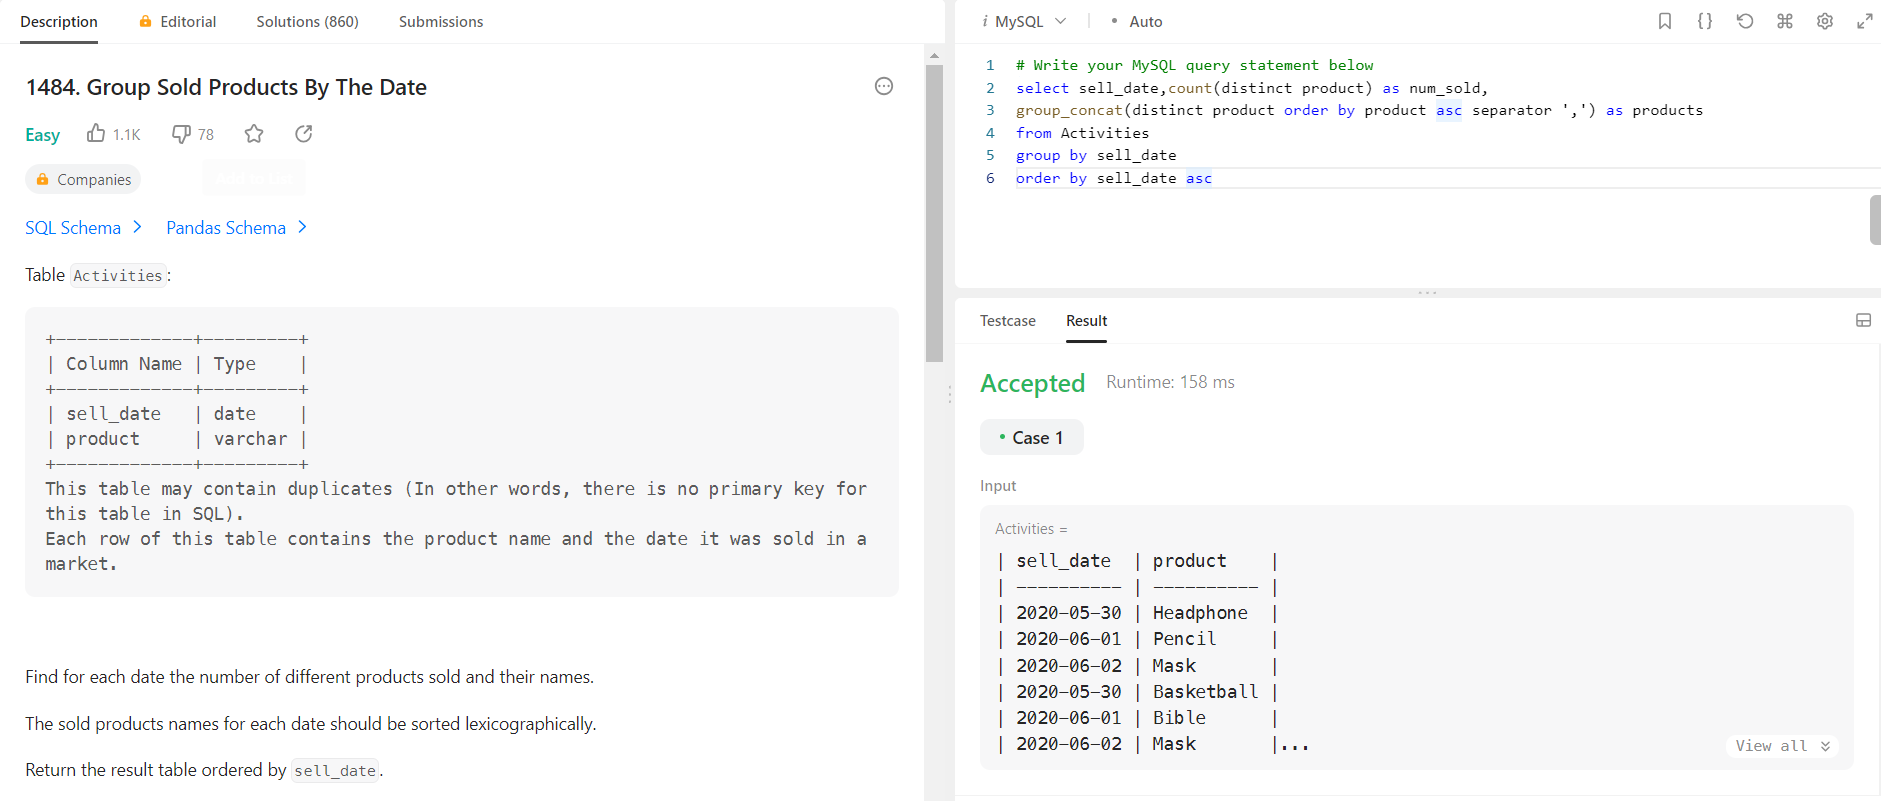 Description
Editorial
Solutions (860)
Submissions
1484. Group Sold Products By The Date
Easy
1.1K
78
Companies
SQL Schema
Pandas Schema
Table Activities:
+-------------+---------+
| Column Name | Type    |
+-------------+---------+
| sell_date   | date    |
| product     | varchar |
+-------------+---------+
This table may contain duplicates (In other words, there is no primary key for
this table in SQL).
Each row of this table contains the product name and the date it was sold in a
market.
Find for each date the number of different products sold and their names.
The sold products names for each date should be sorted lexicographically.
Return the result table ordered by sell_date.
i MySQL
• Auto
1 # Write your MySQL query statement below
2 select sell_date,count(distinct product) as num_sold,
3 group_concat(distinct product order by product asc separator ',') as products
4 from Activities
5 group by sell_date
6 order by sell_date asc
Testcase
Result
Accepted
Runtime: 158 ms
• Case 1
Input
Activities =
| sell_date  | product    |
| ---------- | ---------- |
| 2020-05-30 | Headphone  |
| 2020-06-01 | Pencil     |
| 2020-06-02 | Mask       |
| 2020-05-30 | Basketball |
| 2020-06-01 | Bible      |
| 2020-06-02 | Mask       |...
View all